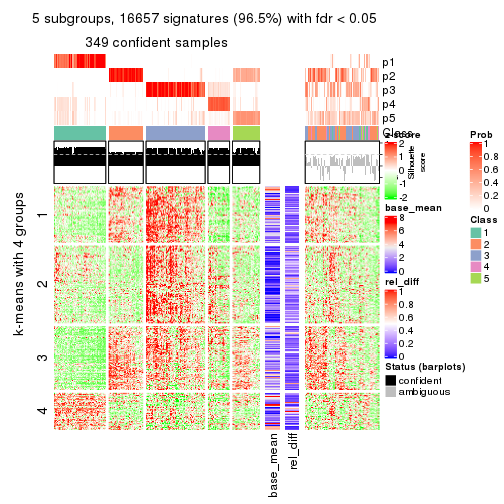 5 subgroups, 16657 signatures (96.5%) with fdr < 0.05
349 confident samples
p1
p2
p3
p4
p5
Class
z-score
2
1
0
-1
-2
Silhouette
score
Prob
1
0.8
0.6
0.4
0.2
0
base_mean
8
6
4
2
0
Class
1
2
3
4
5
rel_diff
1
0.8
0.6
0.4
0.2
0
Status (barplots)
confident
ambiguous
k-means with 4 groups
1
2
3
4
base_mean
rel_diff